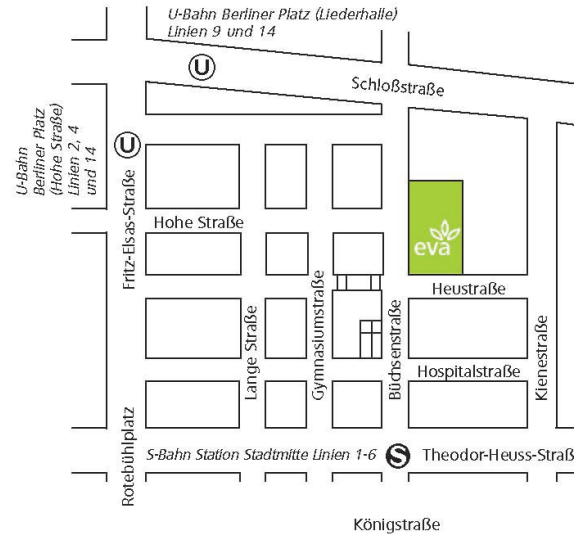 U-Bahn Berliner Platz (Liederhalle)
Linien 9 und 14
U
Schloßstraße
U-Bahn
Berliner Platz
(Hohe Straße)
Linien 2, 4
und 14
U
Fritz-Elsas-Straße
Hohe Straße
eva
Heustraße
Lange Straße
Gymnasiumstraße
Büchsenstraße
Kienestraße
Hospitalstraße
Rotebühlplatz
S-Bahn Station Stadtmitte Linien 1-6
S
Theodor-Heuss-Straß
Königstraße